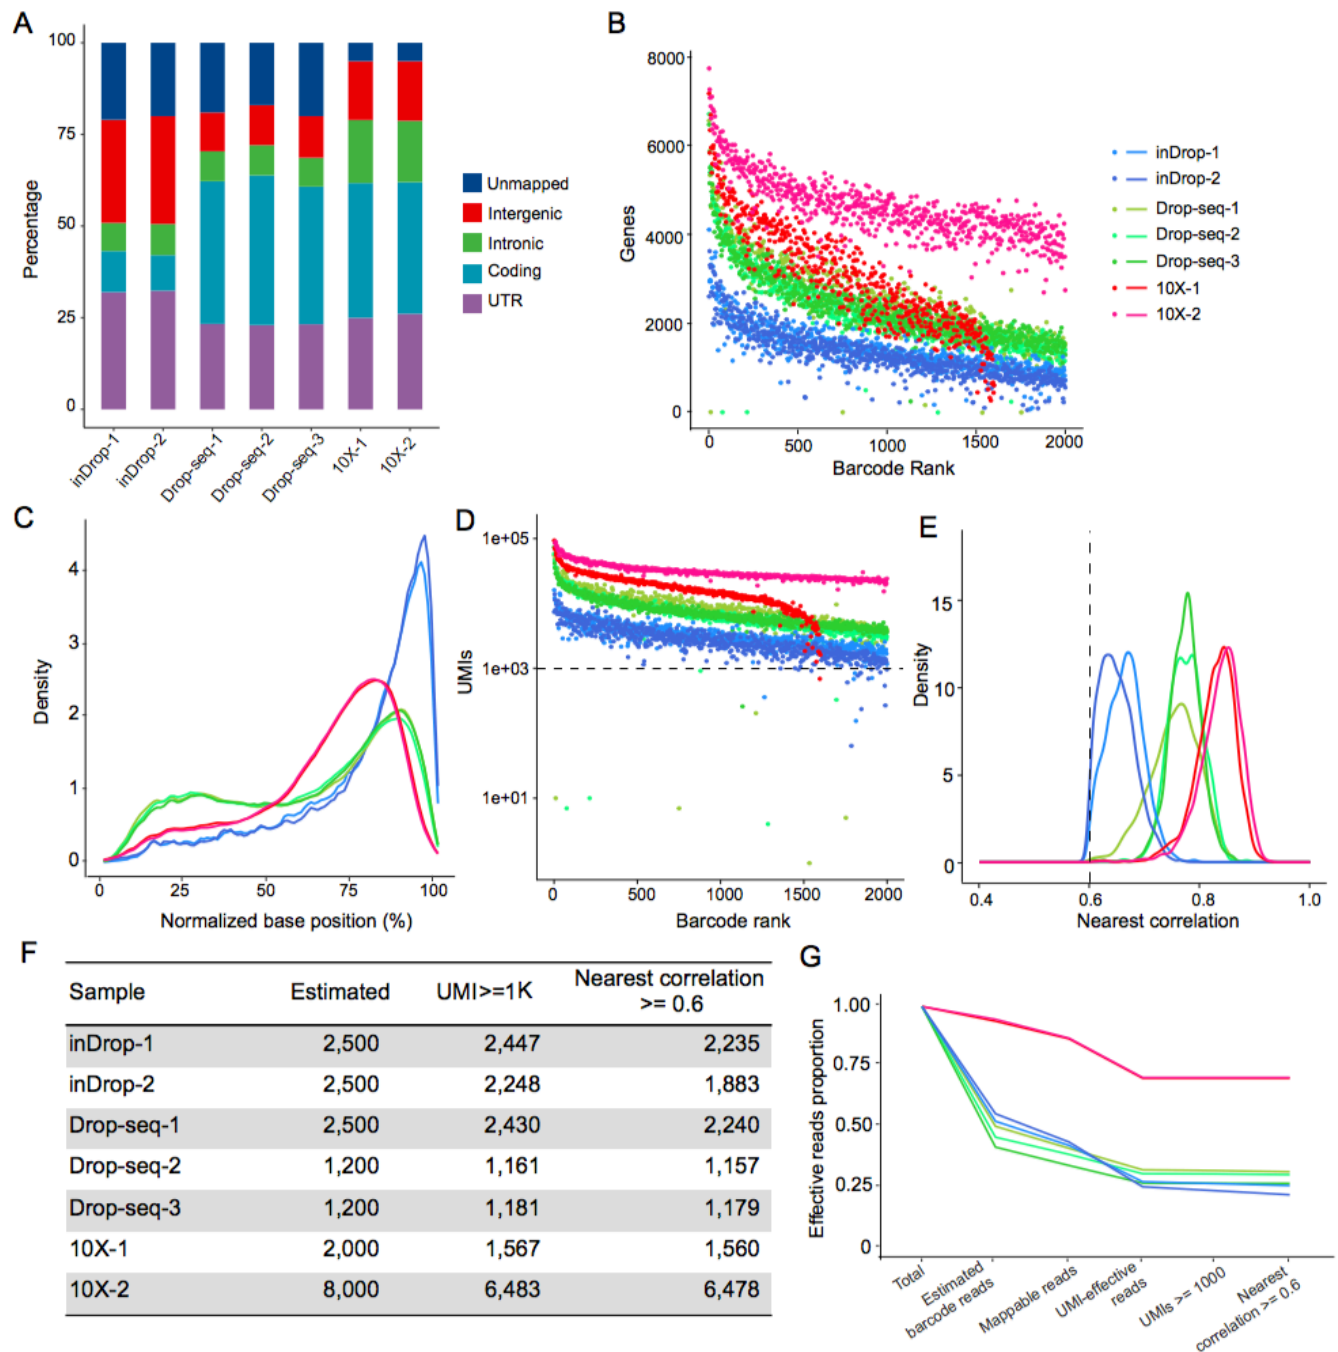 A
Percentage
100
75
50
25
0
inDrop-1
inDrop-2
Drop-seq-1
Drop-seq-2
Drop-seq-3
10X-1
10X-2
Unmapped
Intergenic
Intronic
Coding
UTR
B
Genes
8000
6000
4000
2000
0
0 500 1000 1500 2000
Barcode Rank
inDrop-1
inDrop-2
Drop-seq-1
Drop-seq-2
Drop-seq-3
10X-1
10X-2
C
Density
4
3
2
1
0
0 25 50 75 100
Normalized base position (%)
D
UMIs
1e+05
1e+03
1e+01
0 500 1000 1500 2000
Barcode rank
E
Density
15
10
5
0
0.4 0.6 0.8 1.0
Nearest correlation
F
Sample Estimated UMI>=1K Nearest correlation
>= 0.6
inDrop-1 2,500 2,447 2,235
inDrop-2 2,500 2,248 1,883
Drop-seq-1 2,500 2,430 2,240
Drop-seq-2 1,200 1,161 1,157
Drop-seq-3 1,200 1,181 1,179
10X-1 2,000 1,567 1,560
10X-2 8,000 6,483 6,478
G
Effective reads proportion
1.00
0.75
0.50
0.25
0
Total
Estimated
barcode reads
Mappable reads
UMI-effective
reads
UMIs >= 1000
Nearest
correlation >= 0.6